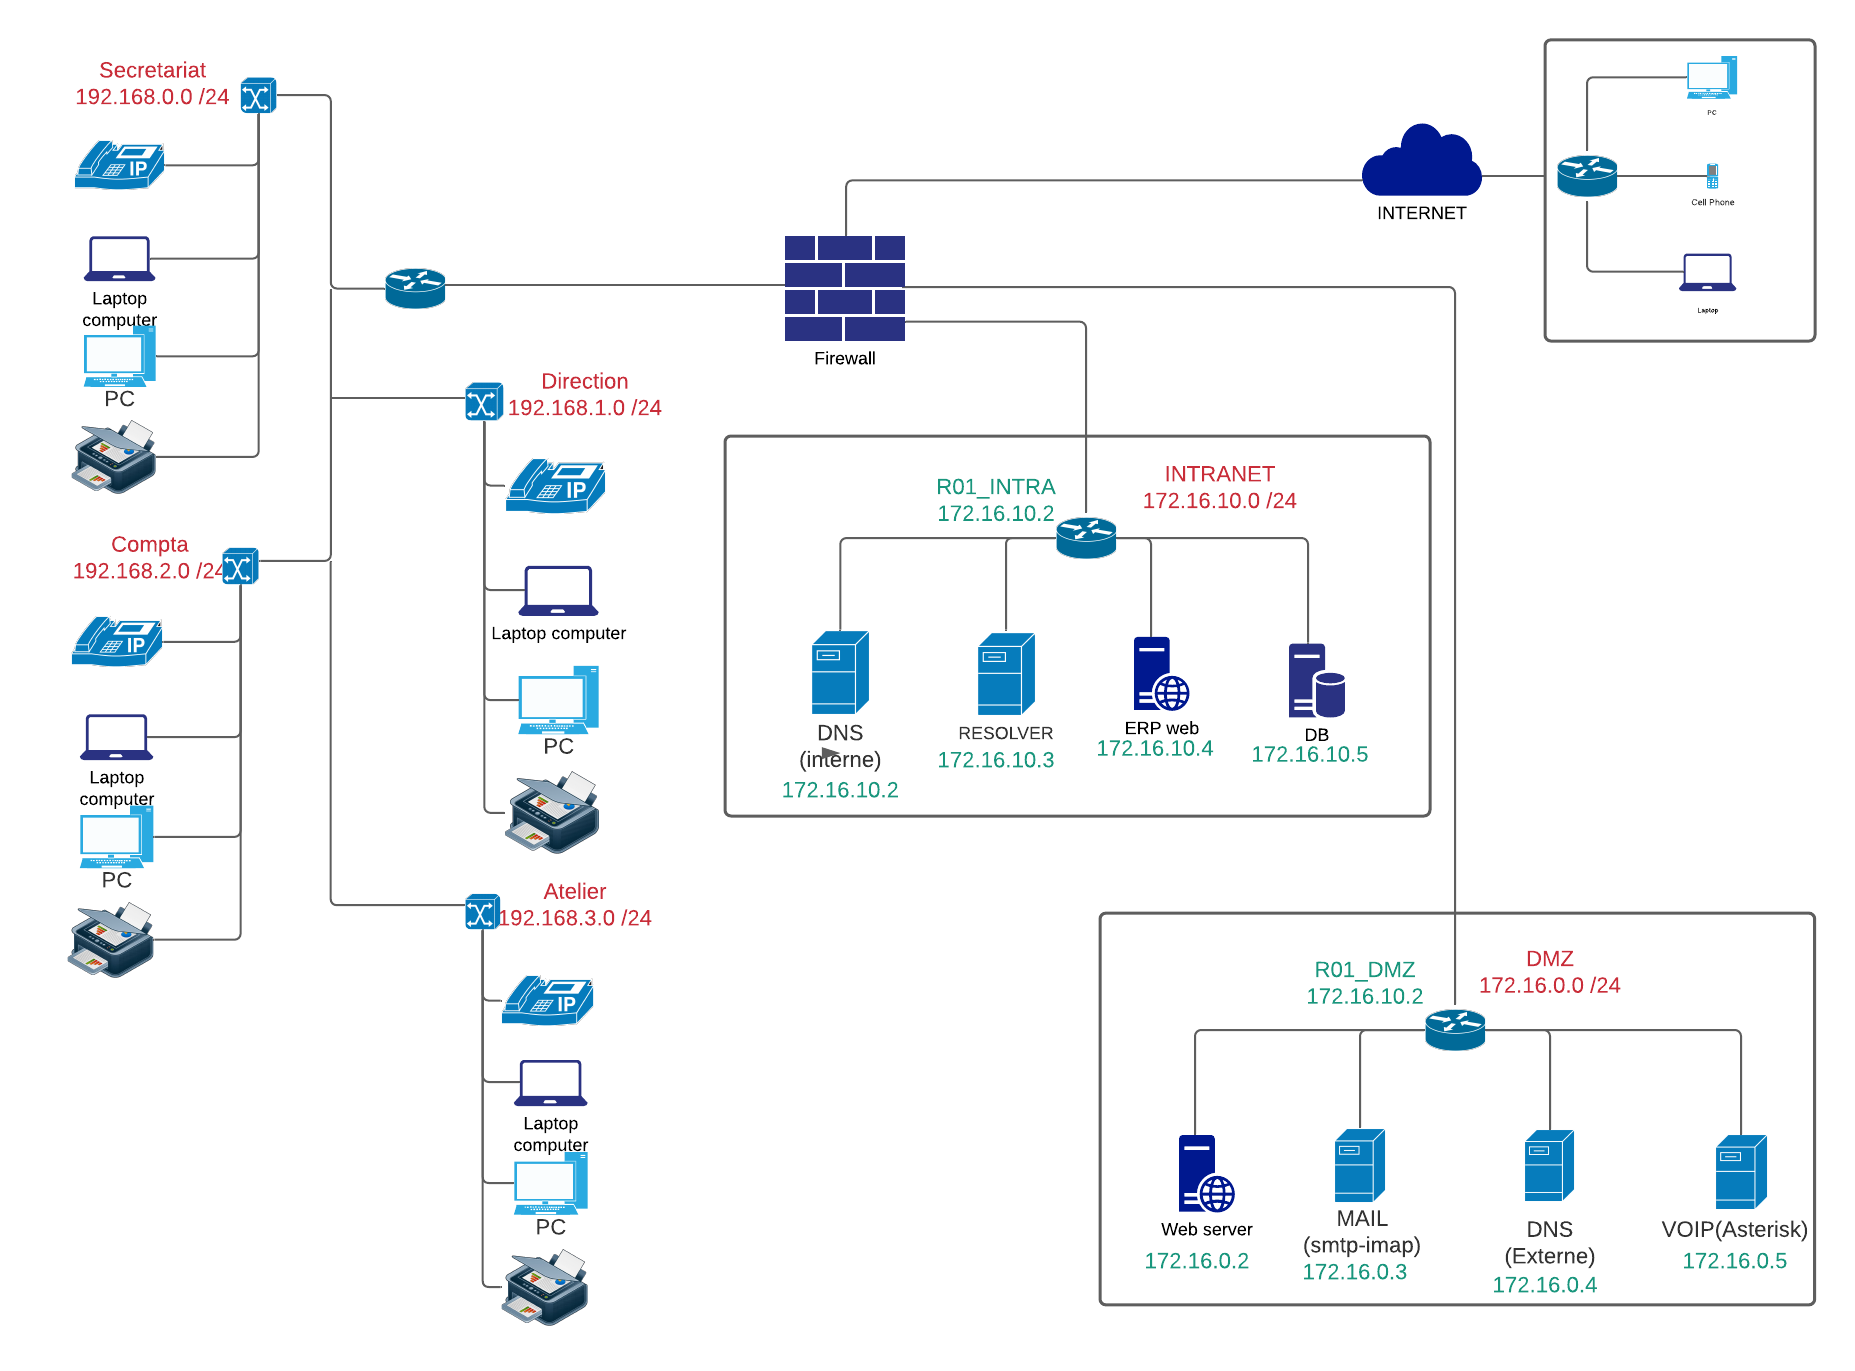 Secretariat
192.168.0.0 /24
IP
Laptop
computer
PC
Compta
192.168.2.0 /24
IP
Laptop
computer
PC
Direction
192.168.1.0 /24
IP
Laptop computer
PC
Atelier
192.168.3.0 /24
IP
Laptop
computer
PC
Firewall
INTERNET
PC
Cell Phone
Laptop
R01_INTRA
172.16.10.2
INTRANET
172.16.10.0 /24
DNS
(interne)
172.16.10.2
RESOLVER
172.16.10.3
ERP web
172.16.10.4
DB
172.16.10.5
R01_DMZ
172.16.10.2
DMZ
172.16.0.0 /24
Web server
172.16.0.2
MAIL
(smtp-imap)
172.16.0.3
DNS
(Externe)
172.16.0.4
VOIP(Asterisk)
172.16.0.5